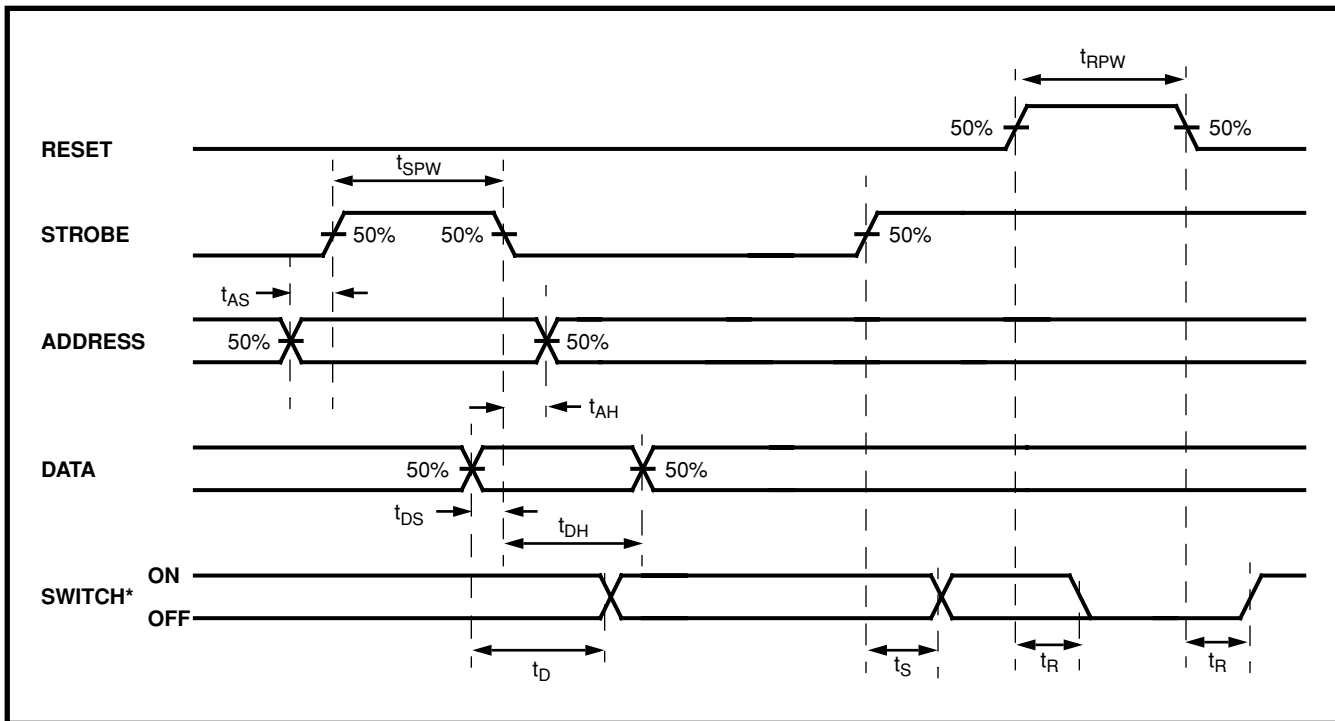 tRPW
50% 50%
RESET
tSPW
STROBE 50% 50% 50%
tAS
ADDRESS 50% 50%
tAH
DATA 50% 50%
tDS
tDH
ON
SWITCH*
OFF
tD tS tR tR